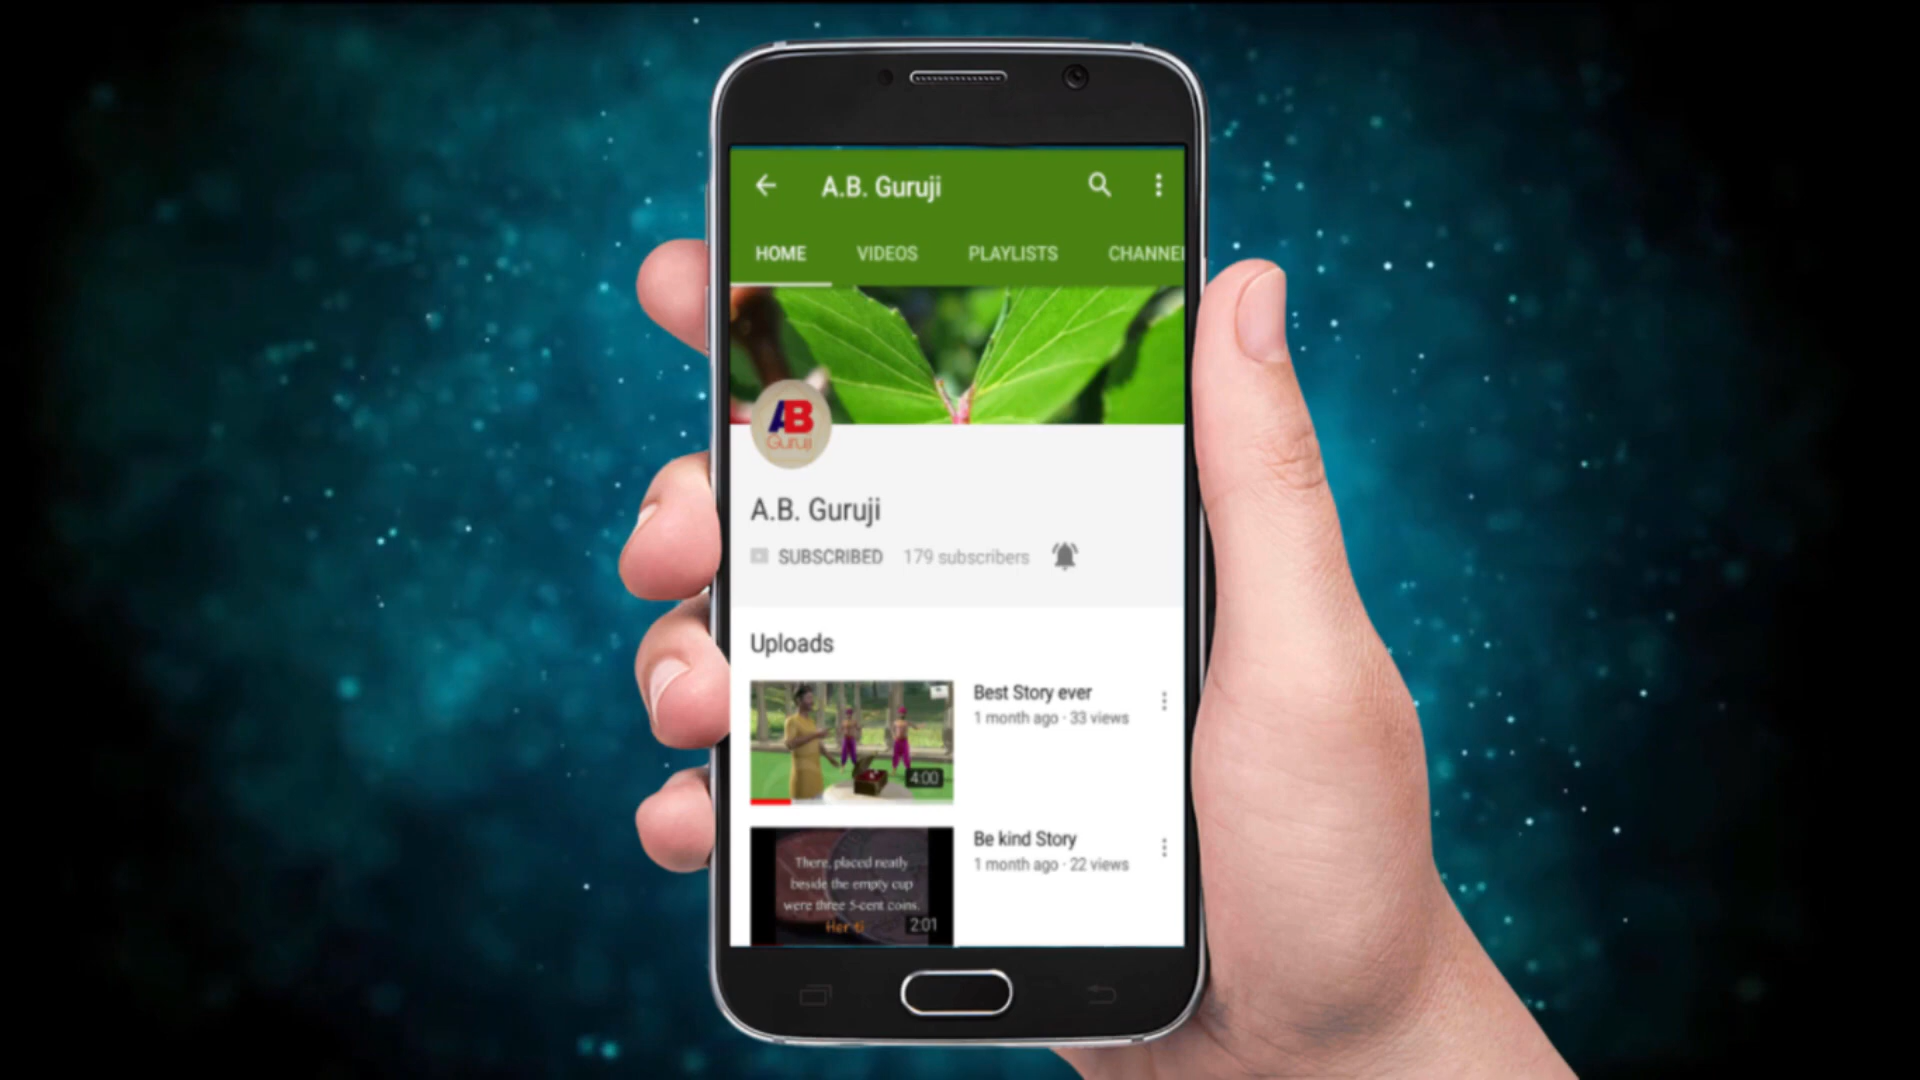 A.B. Guruji
HOME VIDEOS PLAYLISTS CHANNEL
AB
Guruji
A.B. Guruji
SUBSCRIBED 179 subscribers
Uploads
Best Story ever
1 month ago · 33 views
4:00
Be kind Story
1 month ago · 22 views
There, placed neatly
beside the empty cup
were three 5-cent coins.
Her ti
2:01